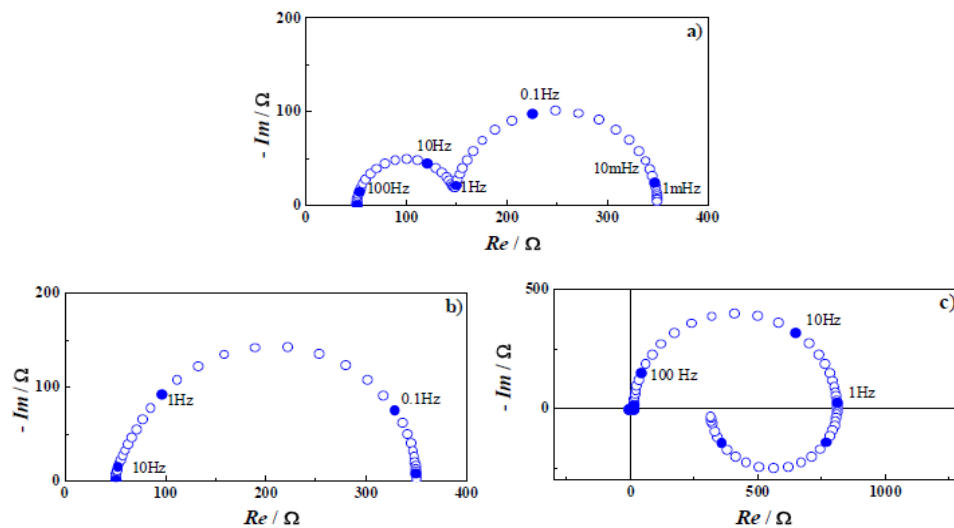 a)
200
100
0
- Im / Ω
100Hz
10Hz
1Hz
0.1Hz
10mHz
1mHz
0 100 200 300 400
Re / Ω
b)
200
100
0
- Im / Ω
10Hz
1Hz
0.1Hz
0 100 200 300 400
Re / Ω
c)
500
0
- Im / Ω
100 Hz
10Hz
1Hz
0 500 1000
Re / Ω